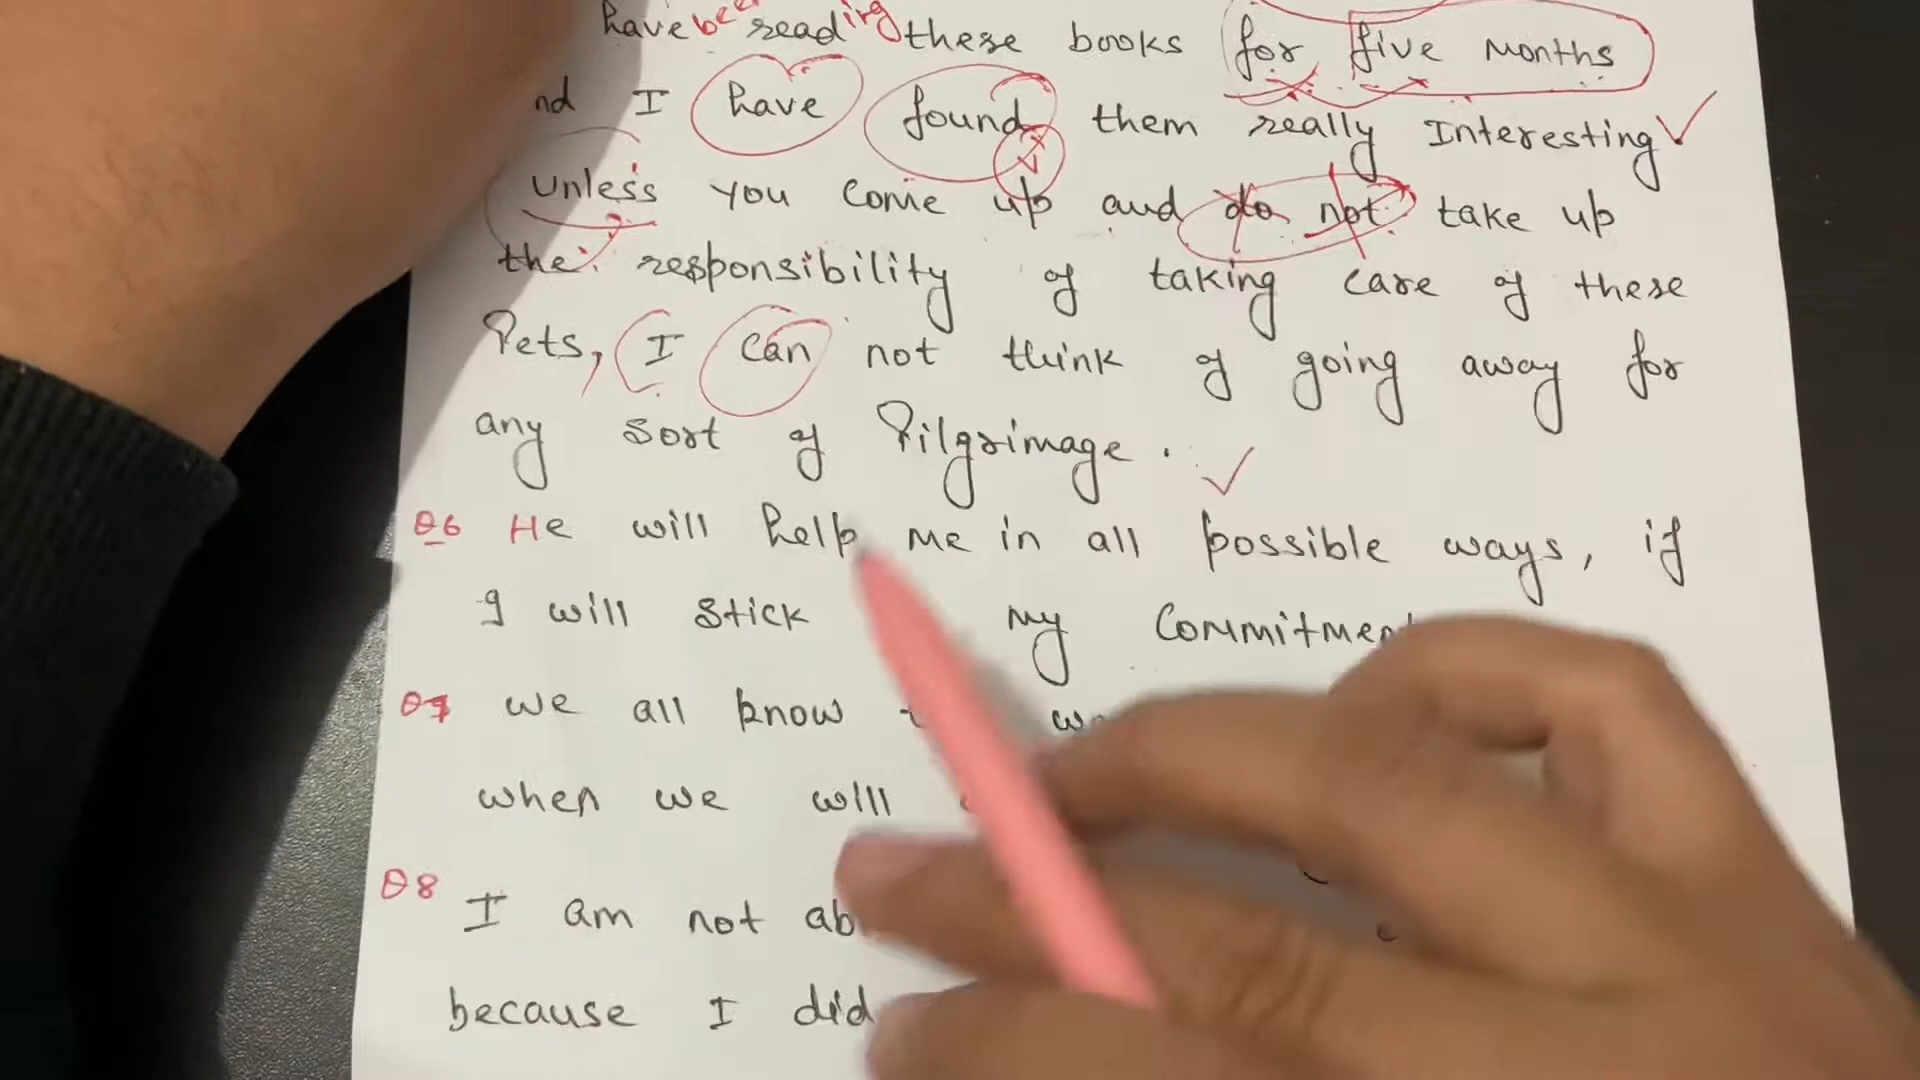 have been reading these books for five months
nd I have found them really Interesting
unless you come up and do not take up
the responsibility of taking care of these
Pets, I can not think of going away for
any sort of Pilgrimage.
Q6 He will help me in all possible ways, if
I will stick my Commitment
Q7 we all know
when we will
Q8 I am not ab
because I did